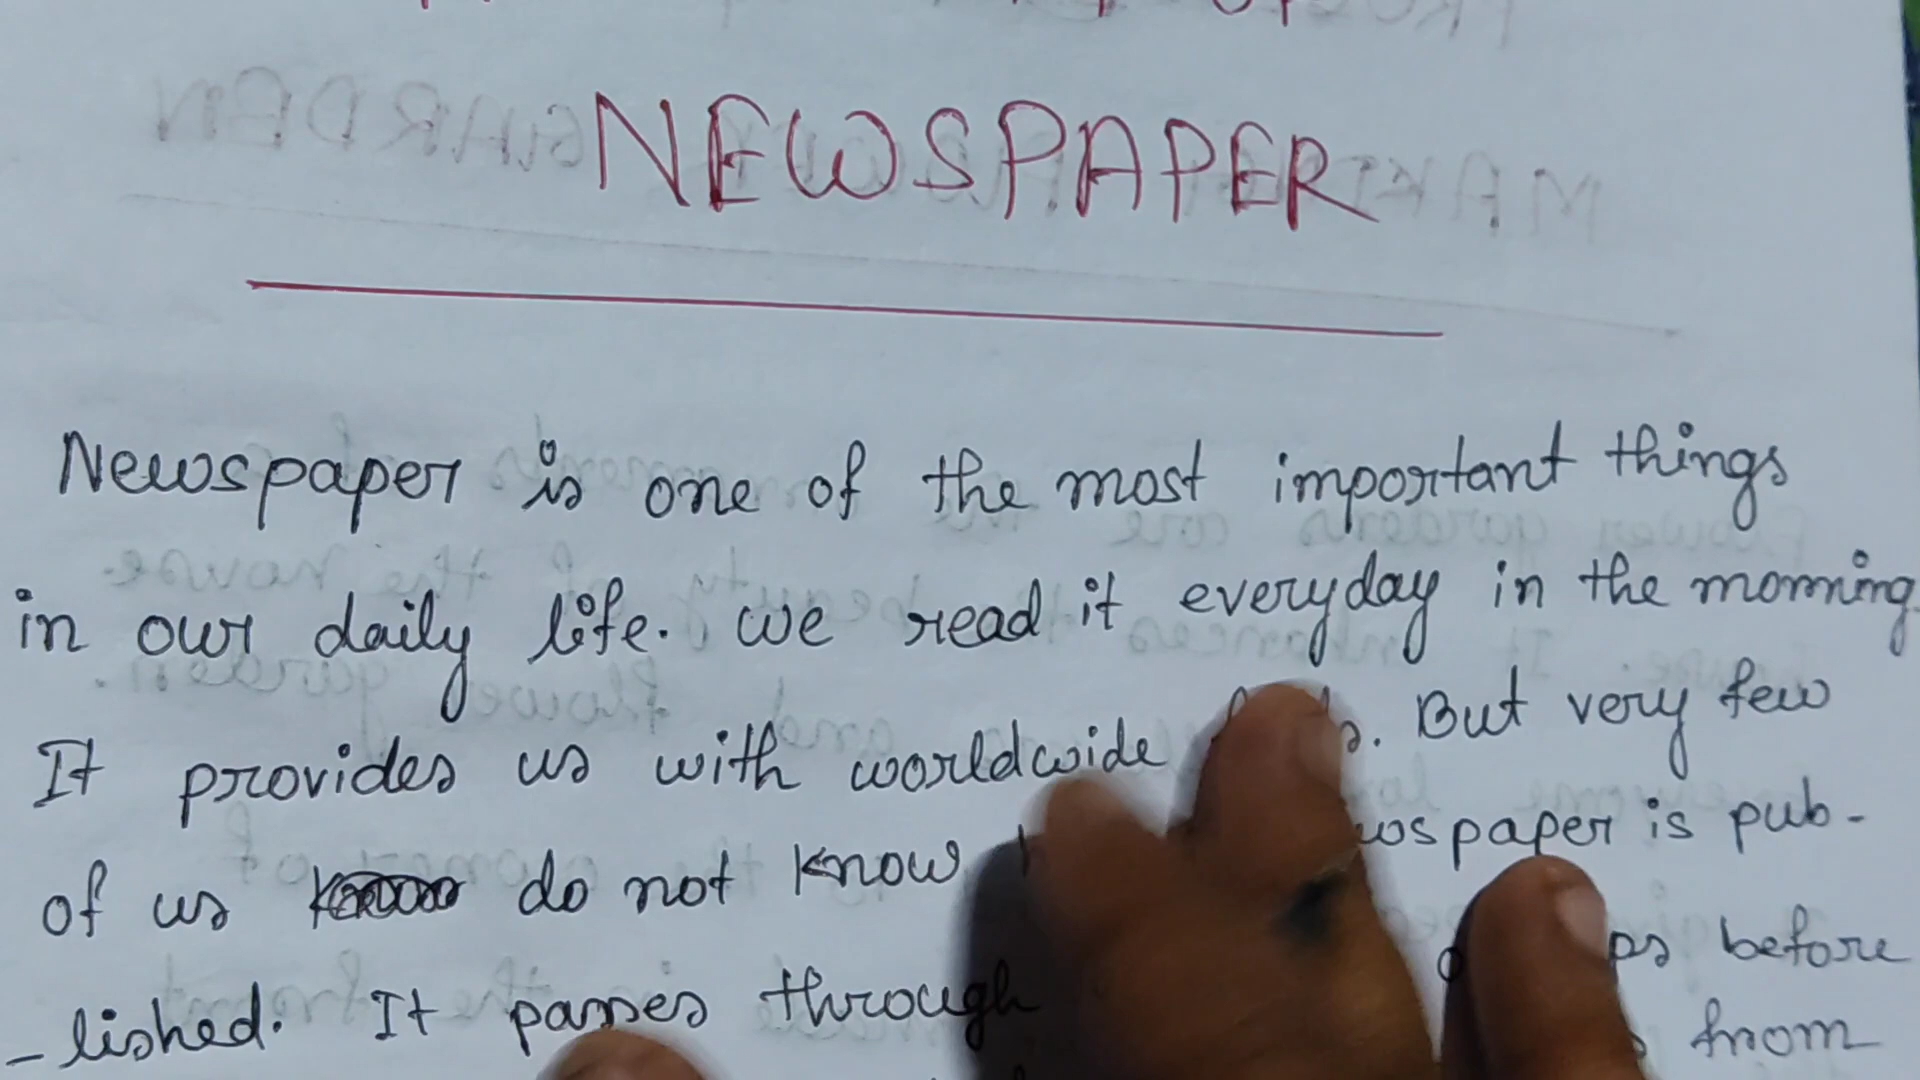 NEWSPAPER
Newspaper is one of the most important things
in our daily life. We read it everyday in the morning.
It provides us with worldwide . But very few
of us do not know newspaper is pub-
-lished. It passes through before
from